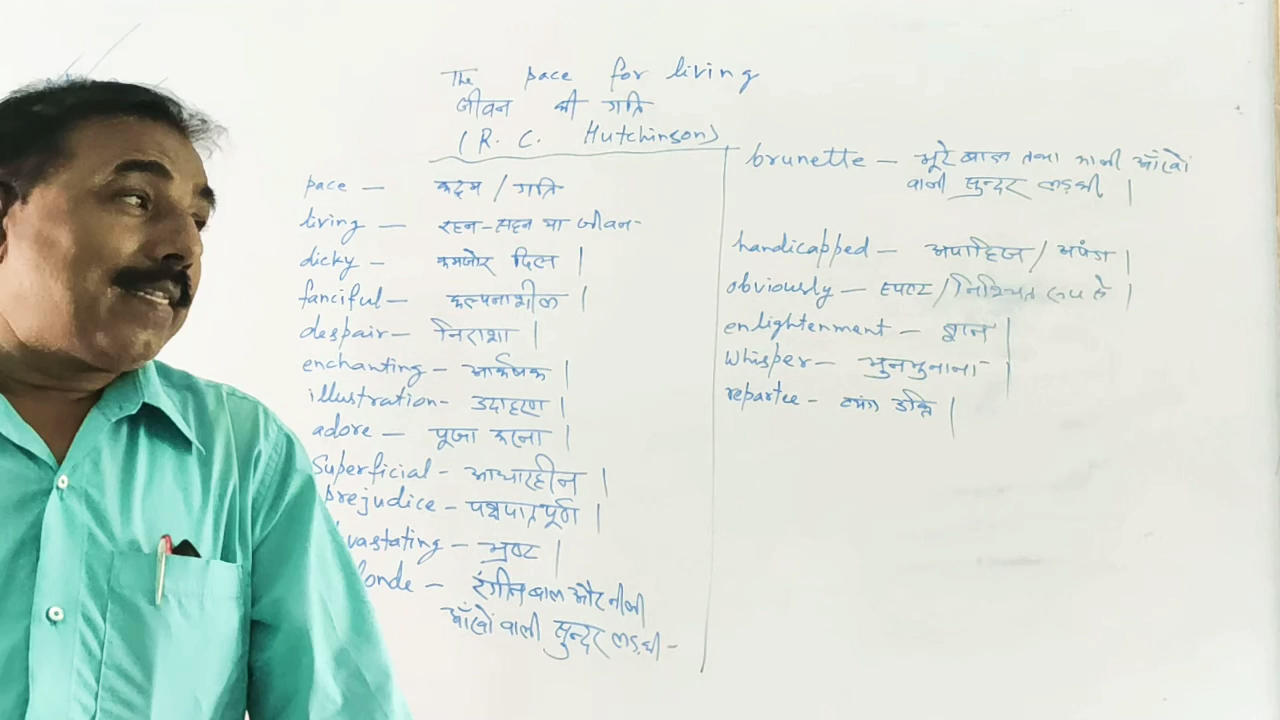 The pace for living
जीवन की गति
(R. C. Hutchinson)
pace — कदम / गति
living — रहन-सहन या जीवन-
dicky - कमजोर दिल |
fanciful - कल्पनाशील |
despair - निराशा |
enchanting - आर्कषक |
illustration - उदाहरण |
adore — पूजा करना |
Superficial - आधारहीन |
prejudice - पक्षपातपूर्ण |
vastating - भ्रष्ट |
londe - रंगीन बाल और नीली
आँखों वाली सुन्दर लड़की -
brunette - भूरे बाल तथा काली आँखों
वाली सुन्दर लड़की |
handicapped - अपाहिज / अपंग |
obviously - स्पष्ट / निश्चित रूप से |
enlightenment - ज्ञान |
Whisper - भुनभुनाना |
repartee - व्यंग उक्ति |